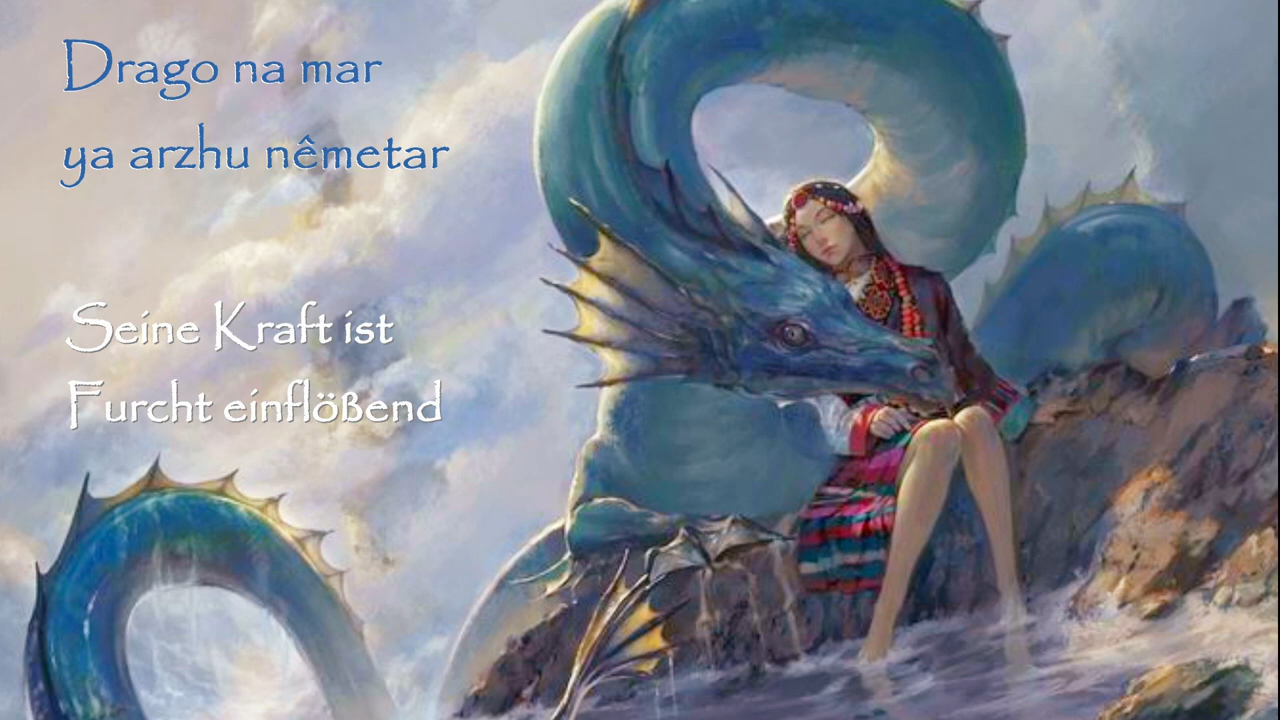 Drago na mar
ya arzhu nêmetar
Seine Kraft ist
Furcht einflößend